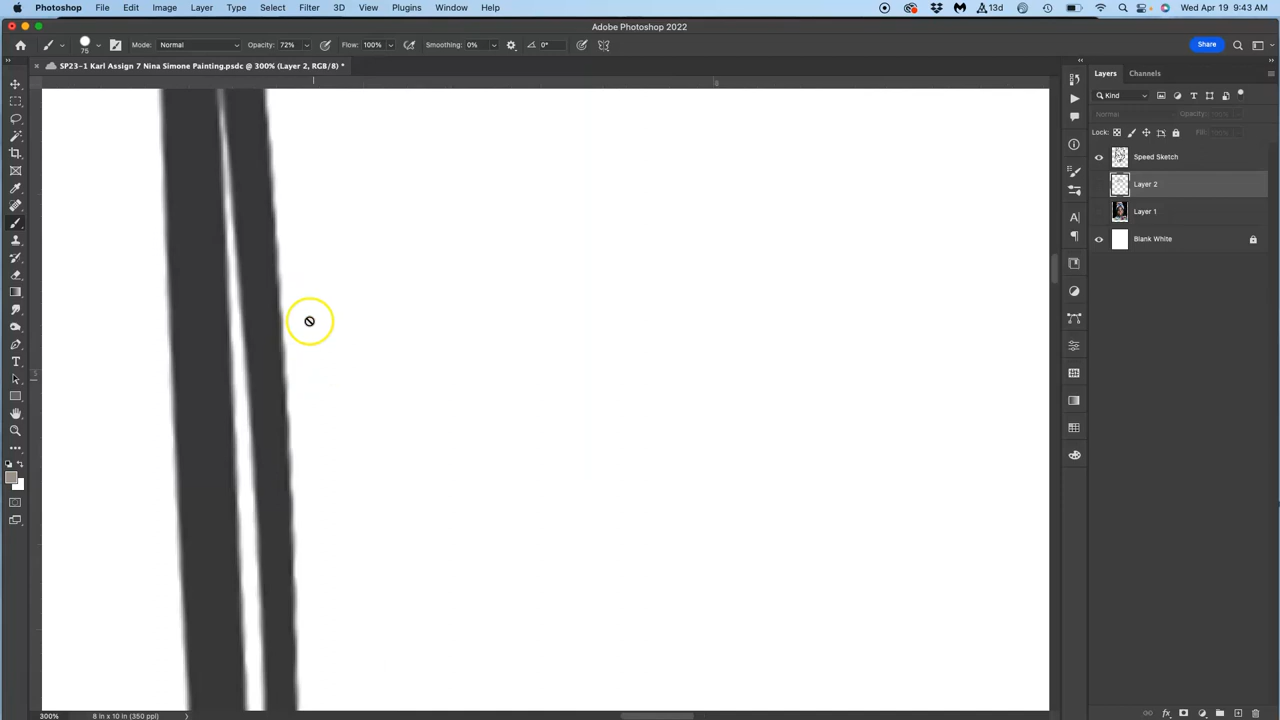 Photoshop File Edit Image Layer Type Select Filter 3D View Plugins Window Help 13d Wed Apr 19 9:43 AM
Adobe Photoshop 2022
75 Mode: Normal Opacity: 72% Flow: 100% Smoothing: 0% 0° Share
SP23-1 Karl Assign 7 Nina Simone Painting.psdc @ 300% (Layer 2, RGB/8) *
Layers Channels
Kind
Normal Opacity: 100%
Lock: Fill: 100%
Speed Sketch
Layer 2
Layer 1
Blank White
300% 8 in x 10 in (350 ppi)